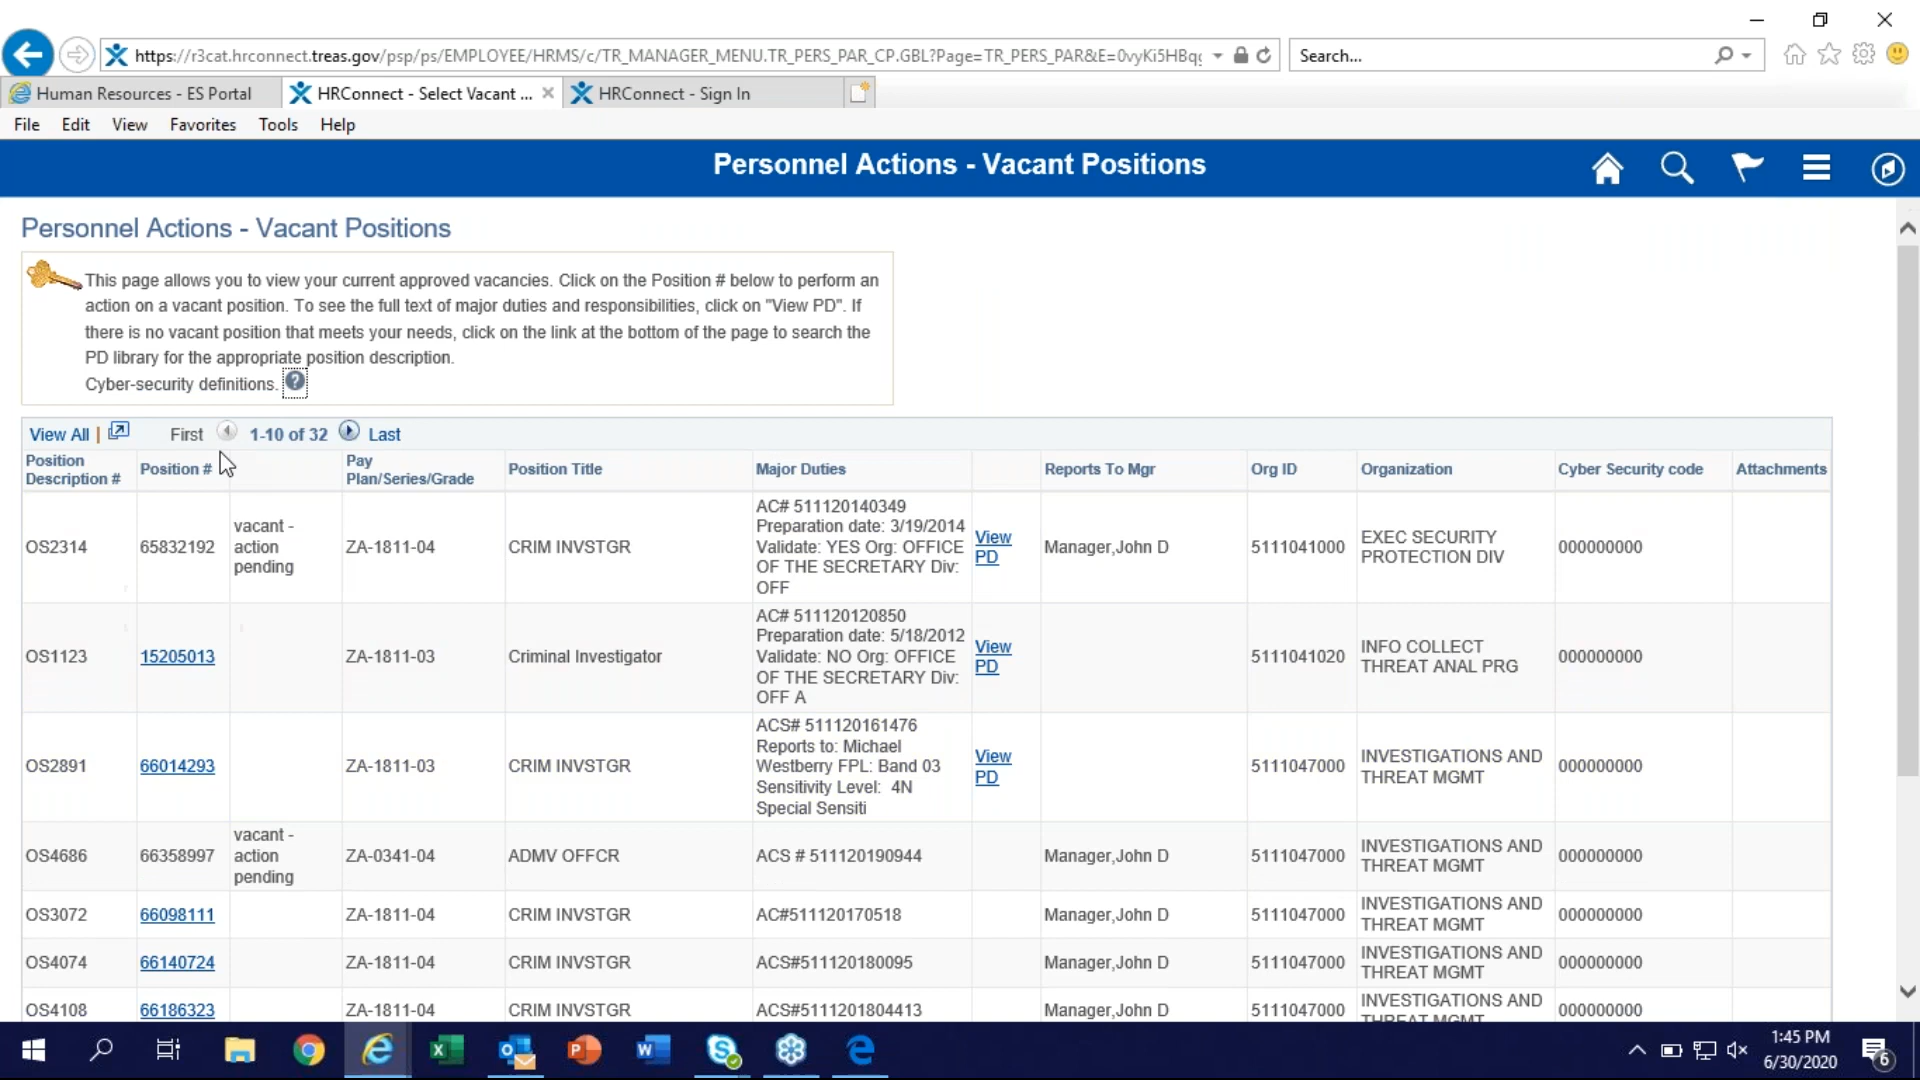 https://r3cat.hrconnect.treas.gov/psp/ps/EMPLOYEE/HRMS/c/TR_MANAGER_MENU.TR_PERS_PAR_CP.GBL?Page=TR_PERS_PAR&E=0vyKi5HBqg
Search...
Human Resources - ES Portal
HRConnect - Select Vacant ...
HRConnect - Sign In
File Edit View Favorites Tools Help
Personnel Actions - Vacant Positions
Personnel Actions - Vacant Positions
This page allows you to view your current approved vacancies. Click on the Position # below to perform an
action on a vacant position. To see the full text of major duties and responsibilities, click on "View PD". If
there is no vacant position that meets your needs, click on the link at the bottom of the page to search the
PD library for the appropriate position description.
Cyber-security definitions. ?
View All | First 1-10 of 32 Last
Position
Description #
Position #
Pay
Plan/Series/Grade
Position Title
Major Duties
Reports To Mgr
Org ID
Organization
Cyber Security code
Attachments
OS2314
65832192
vacant -
action
pending
ZA-1811-04
CRIM INVSTGR
AC# 511120140349
Preparation date: 3/19/2014
Validate: YES Org: OFFICE
OF THE SECRETARY Div:
OFF
View
PD
Manager,John D
5111041000
EXEC SECURITY
PROTECTION DIV
000000000
OS1123
15205013
ZA-1811-03
Criminal Investigator
AC# 511120120850
Preparation date: 5/18/2012
Validate: NO Org: OFFICE
OF THE SECRETARY Div:
OFF A
View
PD
5111041020
INFO COLLECT
THREAT ANAL PRG
000000000
OS2891
66014293
ZA-1811-03
CRIM INVSTGR
ACS# 511120161476
Reports to: Michael
Westberry FPL: Band 03
Sensitivity Level: 4N
Special Sensiti
View
PD
5111047000
INVESTIGATIONS AND
THREAT MGMT
000000000
OS4686
66358997
vacant -
action
pending
ZA-0341-04
ADMV OFFCR
ACS # 511120190944
Manager,John D
5111047000
INVESTIGATIONS AND
THREAT MGMT
000000000
OS3072
66098111
ZA-1811-04
CRIM INVSTGR
AC#511120170518
Manager,John D
5111047000
INVESTIGATIONS AND
THREAT MGMT
000000000
OS4074
66140724
ZA-1811-04
CRIM INVSTGR
ACS#511120180095
Manager,John D
5111047000
INVESTIGATIONS AND
THREAT MGMT
000000000
OS4108
66186323
ZA-1811-04
CRIM INVSTGR
ACS#5111201804413
Manager,John D
5111047000
INVESTIGATIONS AND
THREAT MGMT
000000000
1:45 PM
6/30/2020
6